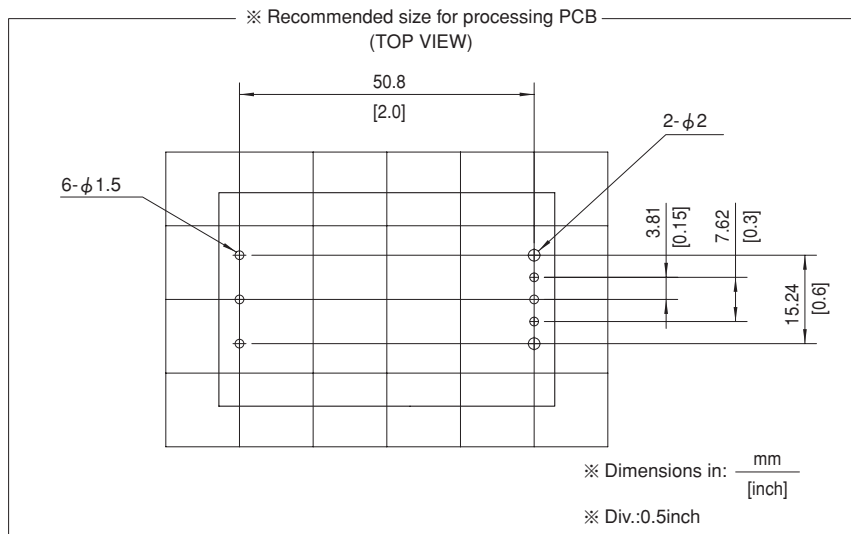 ※ Recommended size for processing PCB
(TOP VIEW)
50.8
[2.0]
2-ϕ2
6-ϕ1.5
3.81
[0.15]
7.62
[0.3]
15.24
[0.6]
※ Dimensions in: mm
[inch]
※ Div.:0.5inch